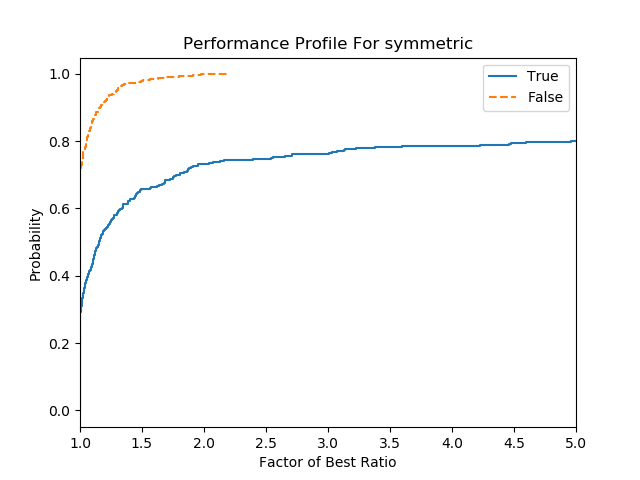 Performance Profile For symmetric
True
False
Probability
1.0
0.8
0.6
0.4
0.2
0.0
1.0 1.5 2.0 2.5 3.0 3.5 4.0 4.5 5.0
Factor of Best Ratio